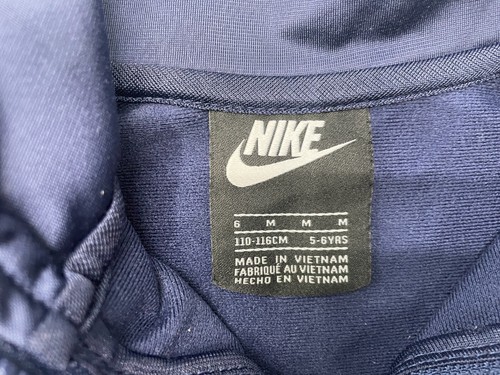 NIKE
6 M M M
110-116CM 5-6YRS
MADE IN VIETNAM
FABRIQUÉ AU VIETNAM
HECHO EN VIETNAM